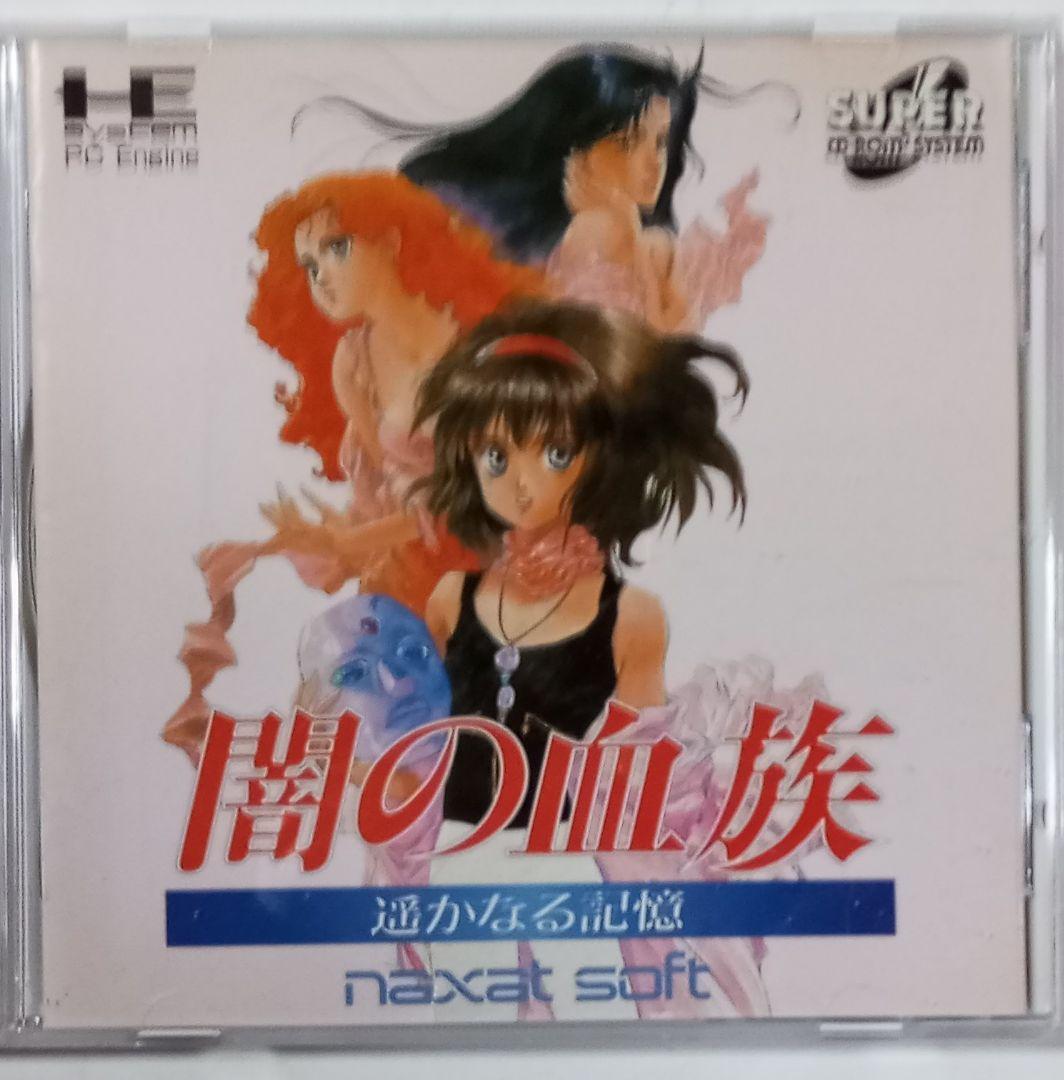 HE
system
PC Engine
SUPER
CD ROM² SYSTEM
闇の血族
遥かなる記憶
naxat soft